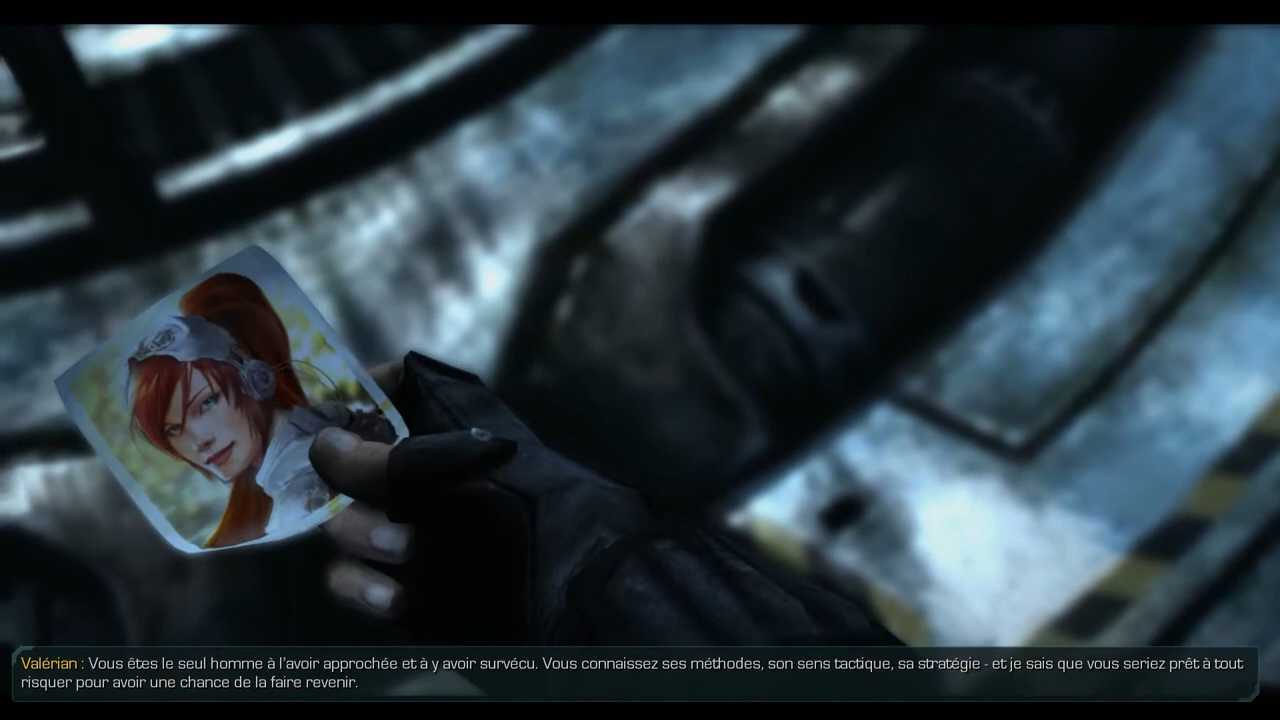 Valérian : Vous êtes le seul homme à l'avoir approchée et à y avoir survécu. Vous connaissez ses méthodes, son sens tactique, sa stratégie - et je sais que vous seriez prêt à tout
risquer pour avoir une chance de la faire revenir.